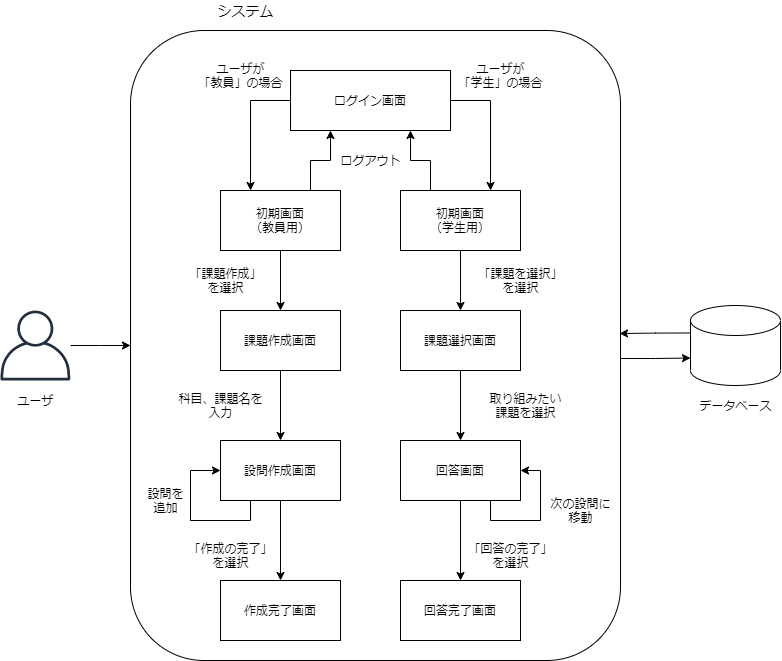 システム
ユーザが
「教員」の場合
ユーザが
「学生」の場合
ログイン画面
ログアウト
初期画面
（教員用）
初期画面
（学生用）
「課題作成」
を選択
「課題を選択」
を選択
課題作成画面
課題選択画面
ユーザ
データベース
科目、課題名を
入力
取り組みたい
課題を選択
設問作成画面
回答画面
設問を
追加
次の設問に
移動
「作成の完了」
を選択
「回答の完了」
を選択
作成完了画面
回答完了画面